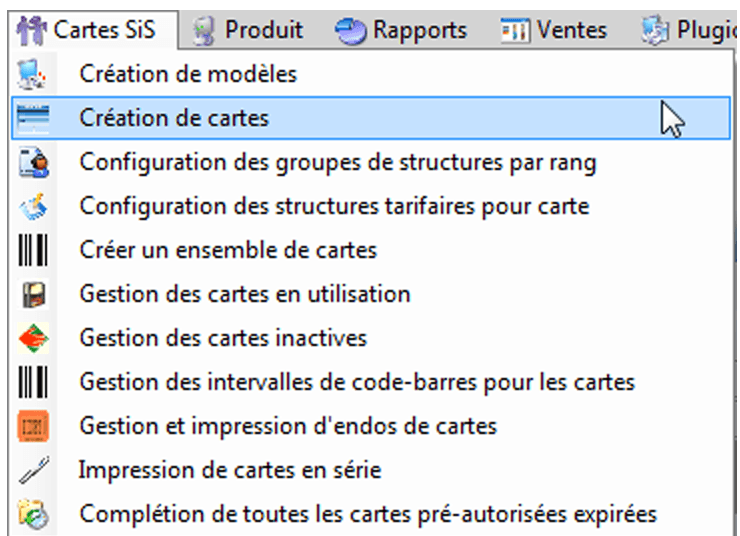 Cartes SiS Produit Rapports Ventes
Création de modèles
Création de cartes
Configuration des groupes de structures par rang
Configuration des structures tarifaires pour carte
Créer un ensemble de cartes
Gestion des cartes en utilisation
Gestion des cartes inactives
Gestion des intervalles de code-barres pour les cartes
Gestion et impression d'endos de cartes
Impression de cartes en série
Complétion de toutes les cartes pré-autorisées expirées